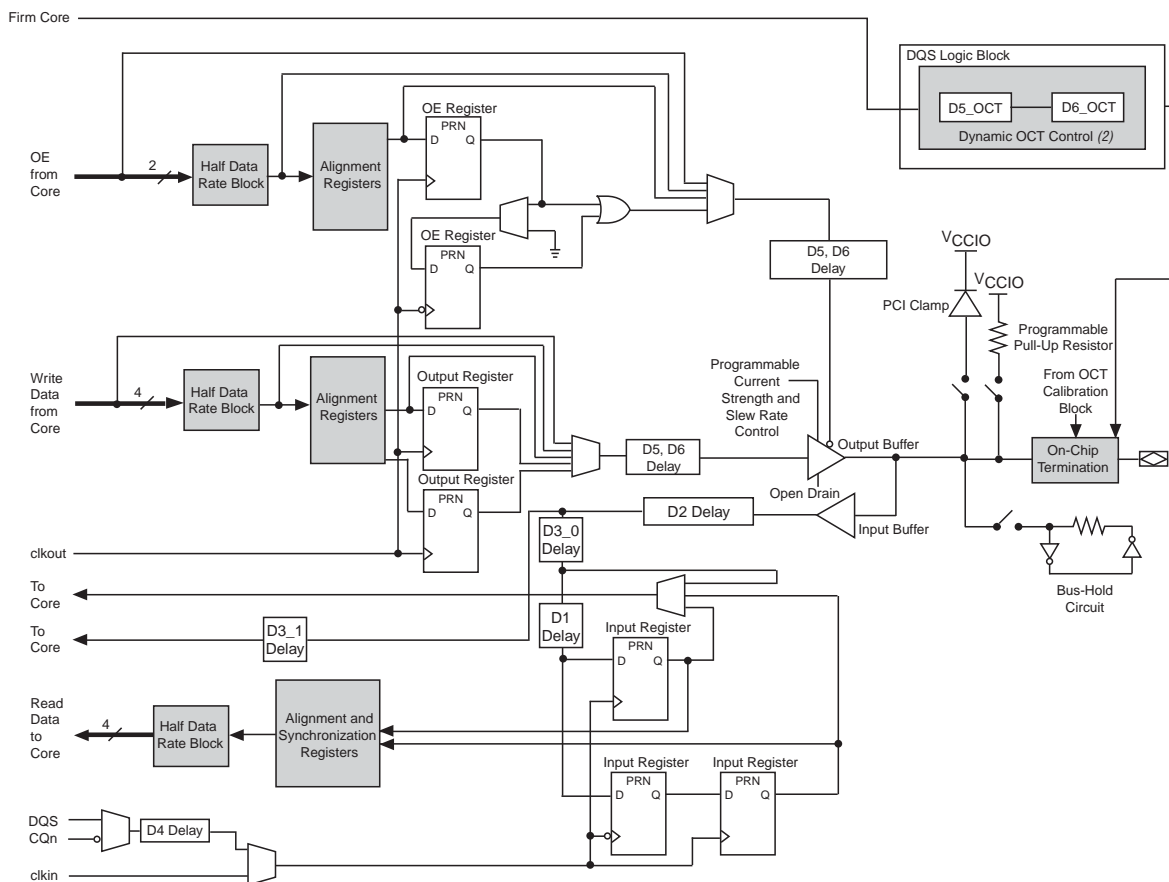 Firm Core
DQS Logic Block
D5_OCT
D6_OCT
Dynamic OCT Control (2)
OE Register
PRN
D
Q
OE
from
Core
2
Half Data
Rate Block
Alignment
Registers
OE Register
PRN
D
Q
D5, D6
Delay
VCCIO
VCCIO
PCI Clamp
Programmable
Pull-Up Resistor
From OCT
Calibration
Block
On-Chip
Termination
Write
Data
from
Core
4
Half Data
Rate Block
Alignment
Registers
Output Register
PRN
D
Q
Output Register
PRN
D
Q
D5, D6
Delay
Programmable
Current
Strength and
Slew Rate
Control
Output Buffer
Open Drain
Input Buffer
D2 Delay
D3_0
Delay
Bus-Hold
Circuit
clkout
To
Core
To
Core
D3_1
Delay
D1
Delay
Input Register
PRN
D
Q
Read
Data
to
Core
4
Half Data
Rate Block
Alignment and
Synchronization
Registers
Input Register
PRN
D
Q
Input Register
PRN
D
Q
DQS
CQn
D4 Delay
clkin